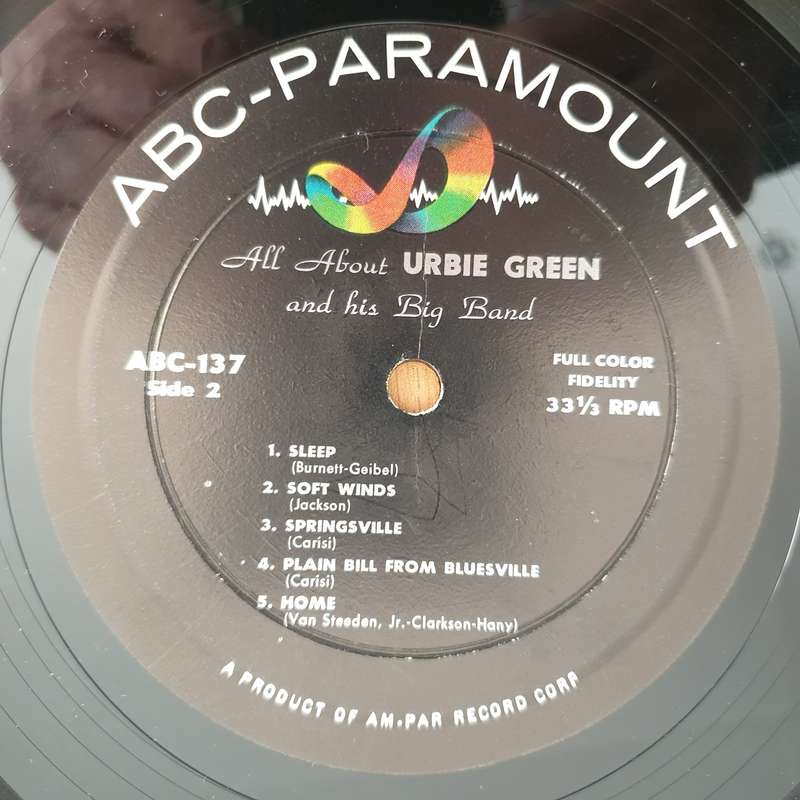 ABC-PARAMOUNT
All About URBIE GREEN
and his Big Band
ABC-137
Side 2
FULL COLOR
FIDELITY
33⅓ RPM
1. SLEEP
(Burnett-Geibel)
2. SOFT WINDS
(Jackson)
3. SPRINGSVILLE
(Carisi)
4. PLAIN BILL FROM BLUESVILLE
(Carisi)
5. HOME
(Van Steeden, Jr.-Clarkson-Hany)
A PRODUCT OF AM-PAR RECORD CORP